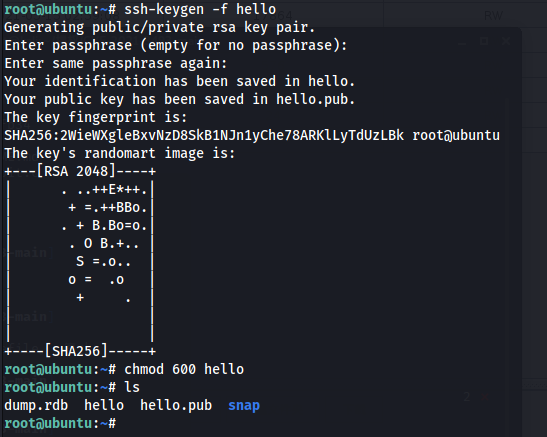 root@ubuntu:~# ssh-keygen -f hello
Generating public/private rsa key pair.
Enter passphrase (empty for no passphrase):
Enter same passphrase again:
Your identification has been saved in hello.
Your public key has been saved in hello.pub.
The key fingerprint is:
SHA256:2WieWXgleBxvNzD8SkB1NJn1yChe78ARKlLyTdUzLBk root@ubuntu
The key's randomart image is:
+---[RSA 2048]----+
|      . ..++E*++.|
|       + =.++BBo.|
|      . + B.Bo=o.|
|       . O B.+.. |
|        S =.o..  |
|       o =  .o   |
|        +     .  |
|                 |
|                 |
+----[SHA256]-----+
root@ubuntu:~# chmod 600 hello
root@ubuntu:~# ls
dump.rdb  hello  hello.pub  snap
root@ubuntu:~#